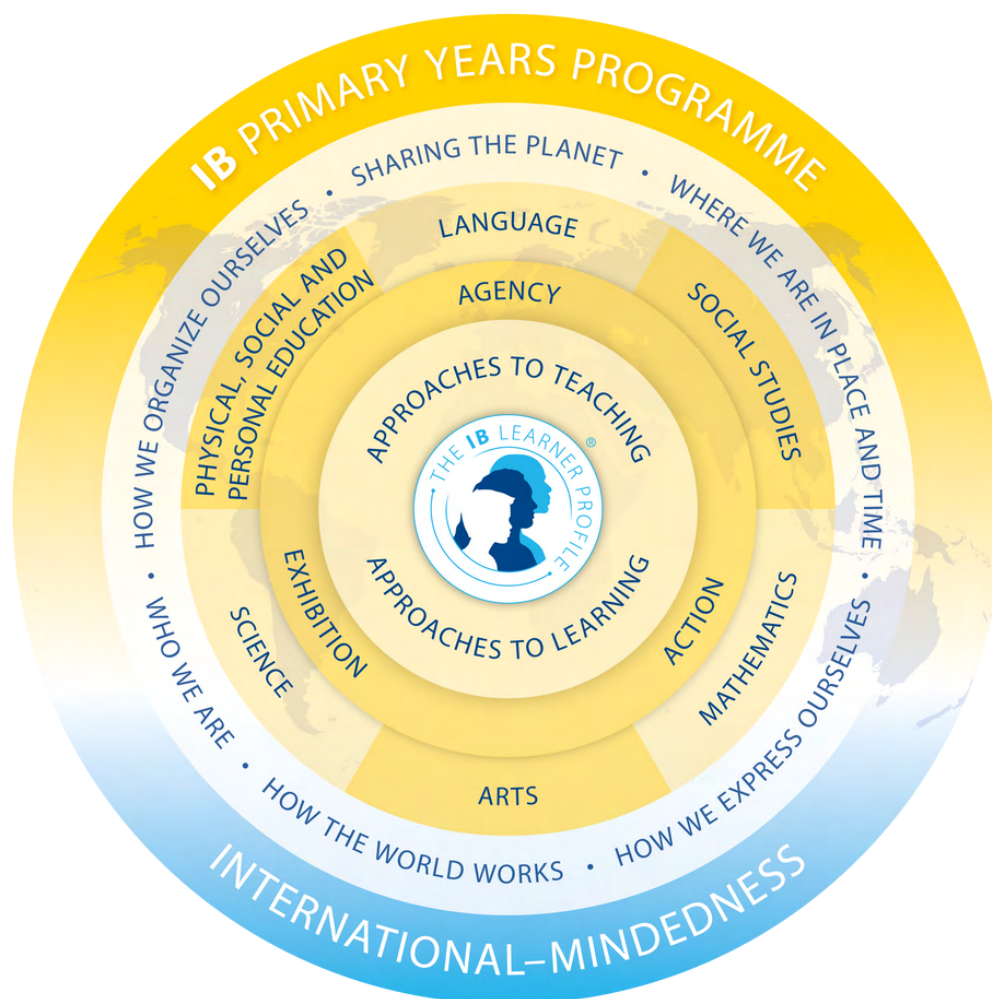 IB PRIMARY YEARS PROGRAMME
SHARING THE PLANET
•
WHERE WE ARE IN PLACE AND TIME
•
HOW WE EXPRESS OURSELVES
•
HOW THE WORLD WORKS
•
WHO WE ARE
•
HOW WE ORGANIZE OURSELVES
•
LANGUAGE
SOCIAL STUDIES
MATHEMATICS
ARTS
SCIENCE
PHYSICAL, SOCIAL AND
PERSONAL EDUCATION
AGENCY
ACTION
EXHIBITION
APPROACHES TO TEACHING
THE IB LEARNER PROFILE
®
APPROACHES TO LEARNING
INTERNATIONAL–MINDEDNESS